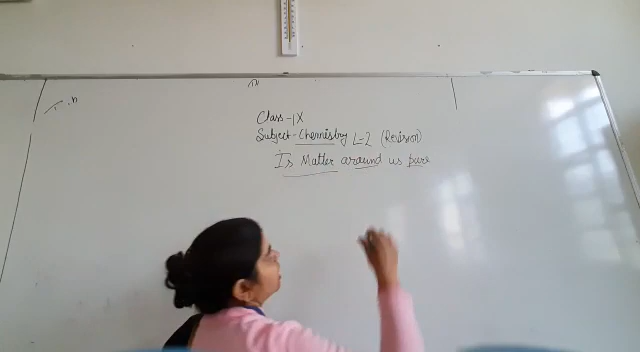 Class-IX
Subject-Chemistry L-2 (Revision)
Is Matter around us pure